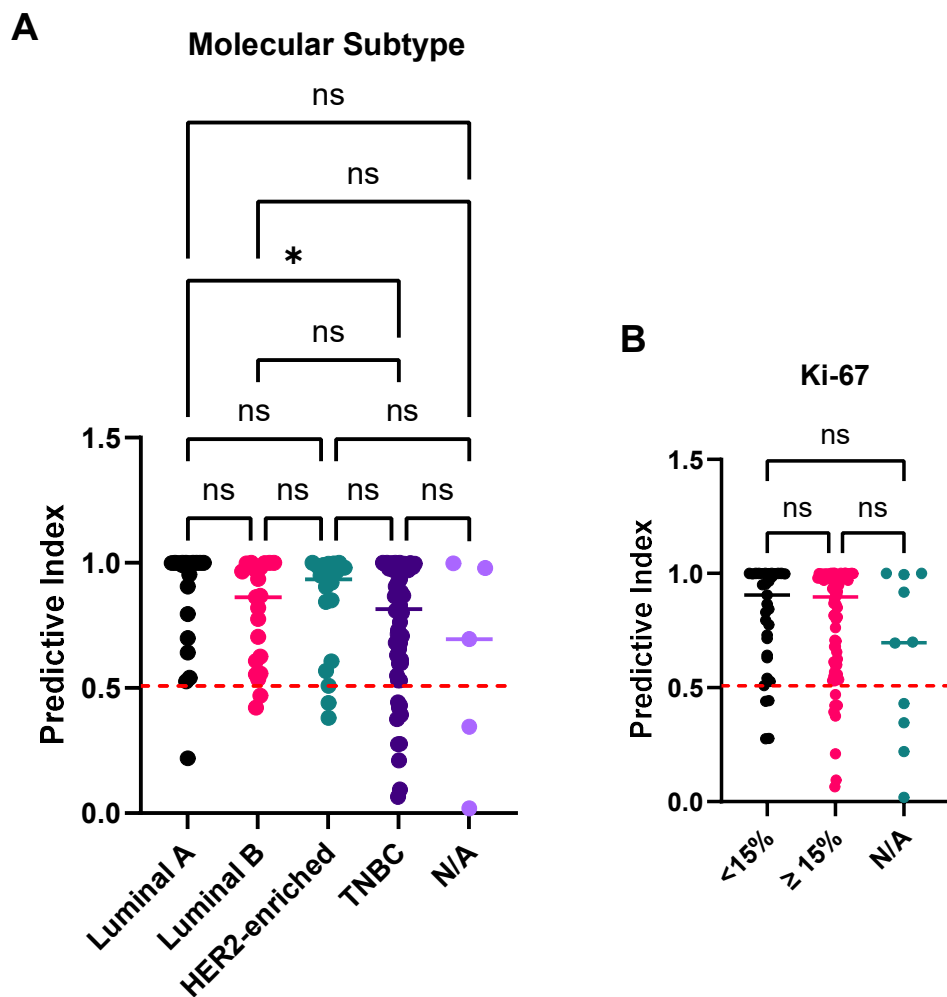 A
Molecular Subtype
ns
ns
*
ns
ns
ns
ns
ns
ns
ns
1.5
1.0
0.5
0.0
Predictive Index
Luminal A
Luminal B
HER2-enriched
TNBC
N/A
B
Ki-67
ns
ns
ns
1.5
1.0
0.5
0.0
Predictive Index
<15%
≥ 15%
N/A